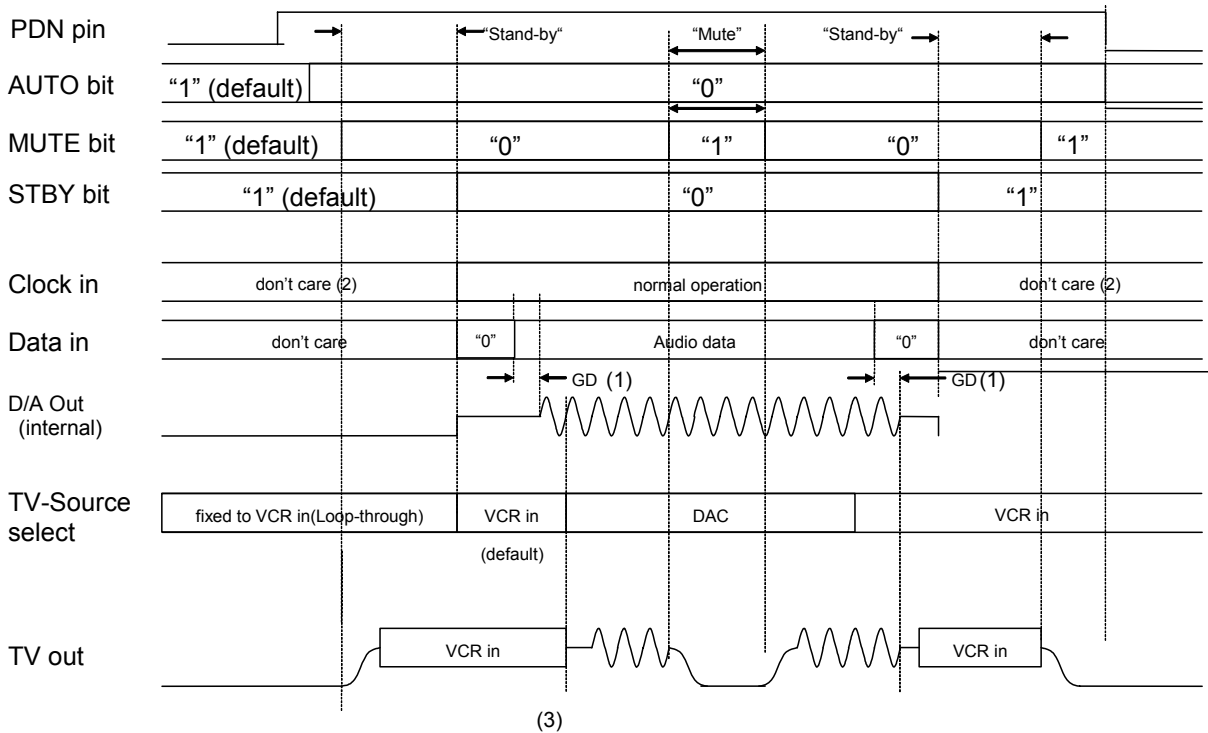 PDN pin
“Stand-by“ “Mute” “Stand-by“
AUTO bit “1” (default) “0”
MUTE bit “1” (default) “0” “1” “0” “1”
STBY bit “1” (default) “0” “1”
Clock in don’t care (2) normal operation don’t care (2)
Data in don’t care “0” Audio data “0” don’t care
GD (1) GD (1)
D/A Out
(internal)
TV-Source
select
fixed to VCR in(Loop-through) VCR in DAC VCR in
(default)
TV out VCR in VCR in
(3)